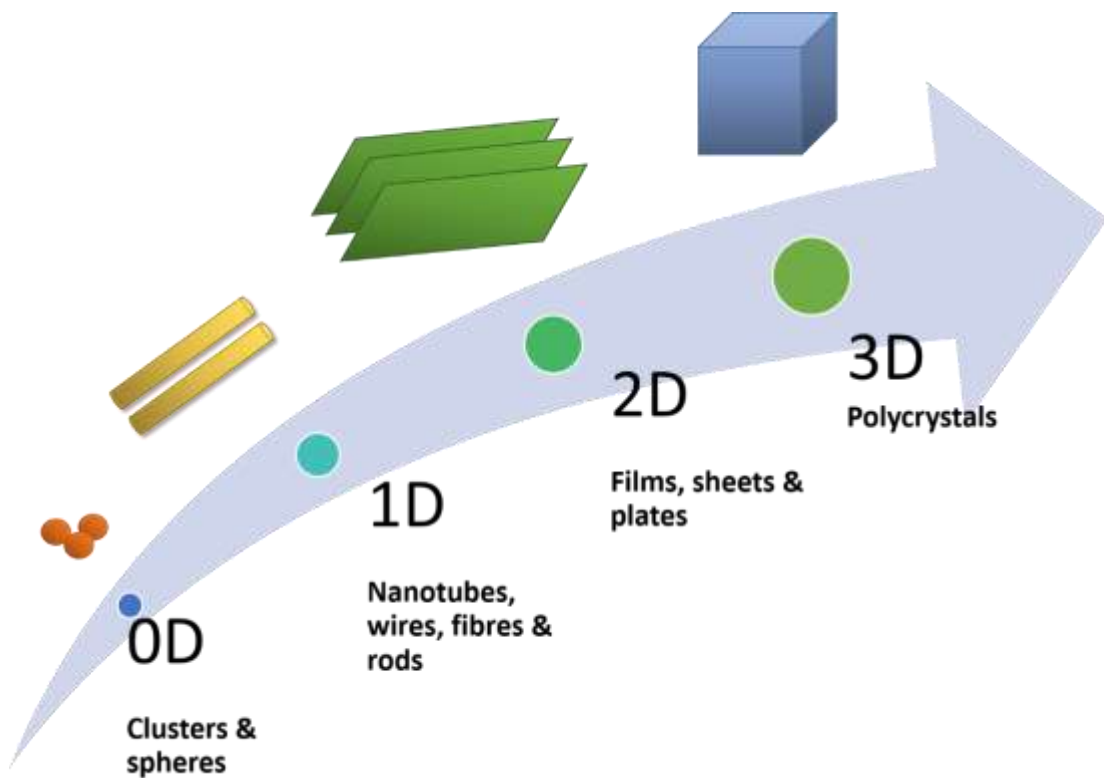 0D
Clusters &
spheres
1D
Nanotubes,
wires, fibres &
rods
2D
Films, sheets &
plates
3D
Polycrystals